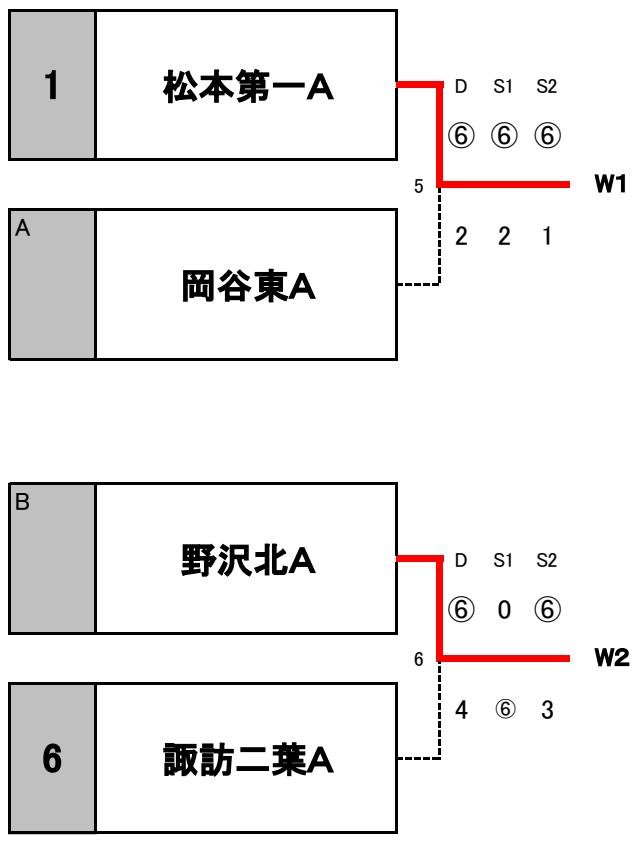 1 松本第一A
D S1 S2
⑥ ⑥ ⑥
5
W1
2 2 1
A
岡谷東A
B
野沢北A
D S1 S2
⑥ 0 ⑥
6
W2
4 ⑥ 3
6 諏訪二葉A